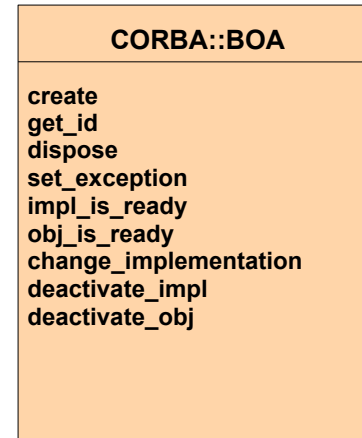 CORBA::BOA
create
get_id
dispose
set_exception
impl_is_ready
obj_is_ready
change_implementation
deactivate_impl
deactivate_obj